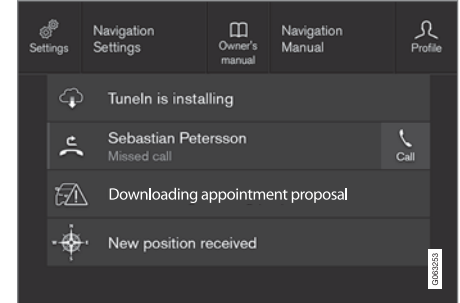 Settings
Navigation
Settings
Owner's
manual
Navigation
Manual
Profile
TuneIn is installing
Sebastian Petersson
Missed call
Call
Downloading appointment proposal
New position received
G063253